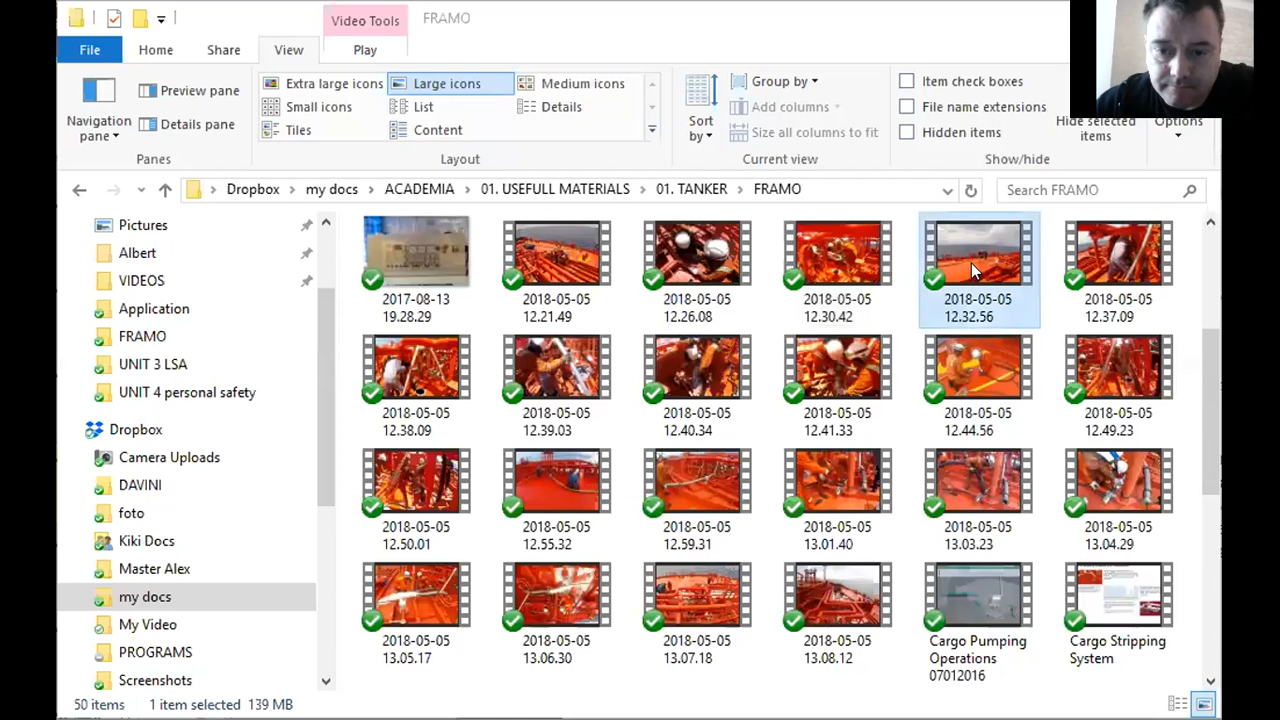 Video Tools
FRAMO
File
Home
Share
View
Play
Navigation
pane
Preview pane
Details pane
Panes
Extra large icons
Large icons
Medium icons
Small icons
List
Details
Tiles
Content
Layout
Sort
by
Group by
Add columns
Size all columns to fit
Current view
Item check boxes
File name extensions
Hidden items
Hide selected
items
Options
Show/hide
Dropbox
my docs
ACADEMIA
01. USEFULL MATERIALS
01. TANKER
FRAMO
Search FRAMO
Pictures
Albert
VIDEOS
Application
FRAMO
UNIT 3 LSA
UNIT 4 personal safety
Dropbox
Camera Uploads
DAVINI
foto
Kiki Docs
Master Alex
my docs
My Video
PROGRAMS
Screenshots
2017-08-13
19.28.29
2018-05-05
12.21.49
2018-05-05
12.26.08
2018-05-05
12.30.42
2018-05-05
12.32.56
2018-05-05
12.37.09
2018-05-05
12.38.09
2018-05-05
12.39.03
2018-05-05
12.40.34
2018-05-05
12.41.33
2018-05-05
12.44.56
2018-05-05
12.49.23
2018-05-05
12.50.01
2018-05-05
12.55.32
2018-05-05
12.59.31
2018-05-05
13.01.40
2018-05-05
13.03.23
2018-05-05
13.04.29
2018-05-05
13.05.17
2018-05-05
13.06.30
2018-05-05
13.07.18
2018-05-05
13.08.12
Cargo Pumping
Operations
07012016
Cargo Stripping
System
50 items
1 item selected
139 MB